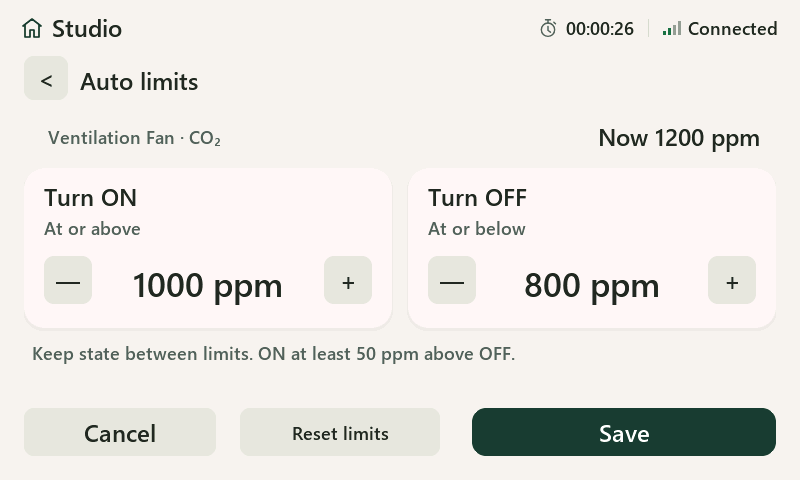 Studio
00:00:26
Connected
<
Auto limits
Ventilation Fan · CO₂
Now 1200 ppm
Turn ON
At or above
— 1000 ppm +
Turn OFF
At or below
— 800 ppm +
Keep state between limits. ON at least 50 ppm above OFF.
Cancel
Reset limits
Save